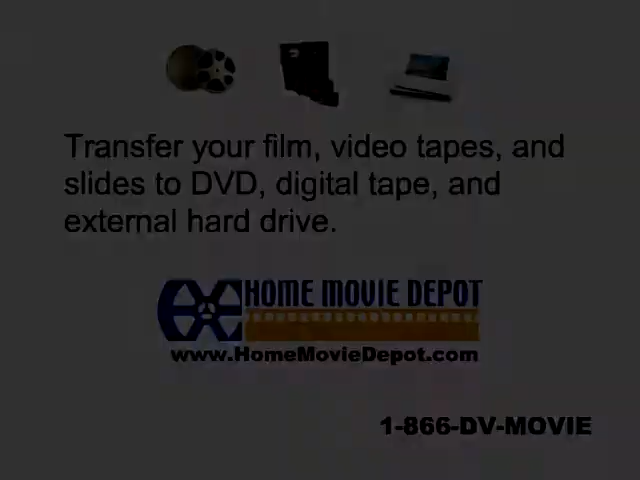 Transfer your film, video tapes, and
slides to DVD, digital tape, and
external hard drive.
HOME MOVIE DEPOT
www.HomeMovieDepot.com
1-866-DV-MOVIE